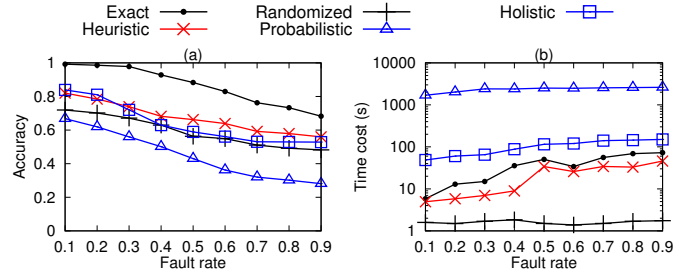 Exact Randomized Holistic
Heuristic Probabilistic
(a) (b)
Accuracy
1
0.8
0.6
0.4
0.2
0
0.1 0.2 0.3 0.4 0.5 0.6 0.7 0.8 0.9
Fault rate
Time cost (s)
10000
1000
100
10
1
0.1 0.2 0.3 0.4 0.5 0.6 0.7 0.8 0.9
Fault rate